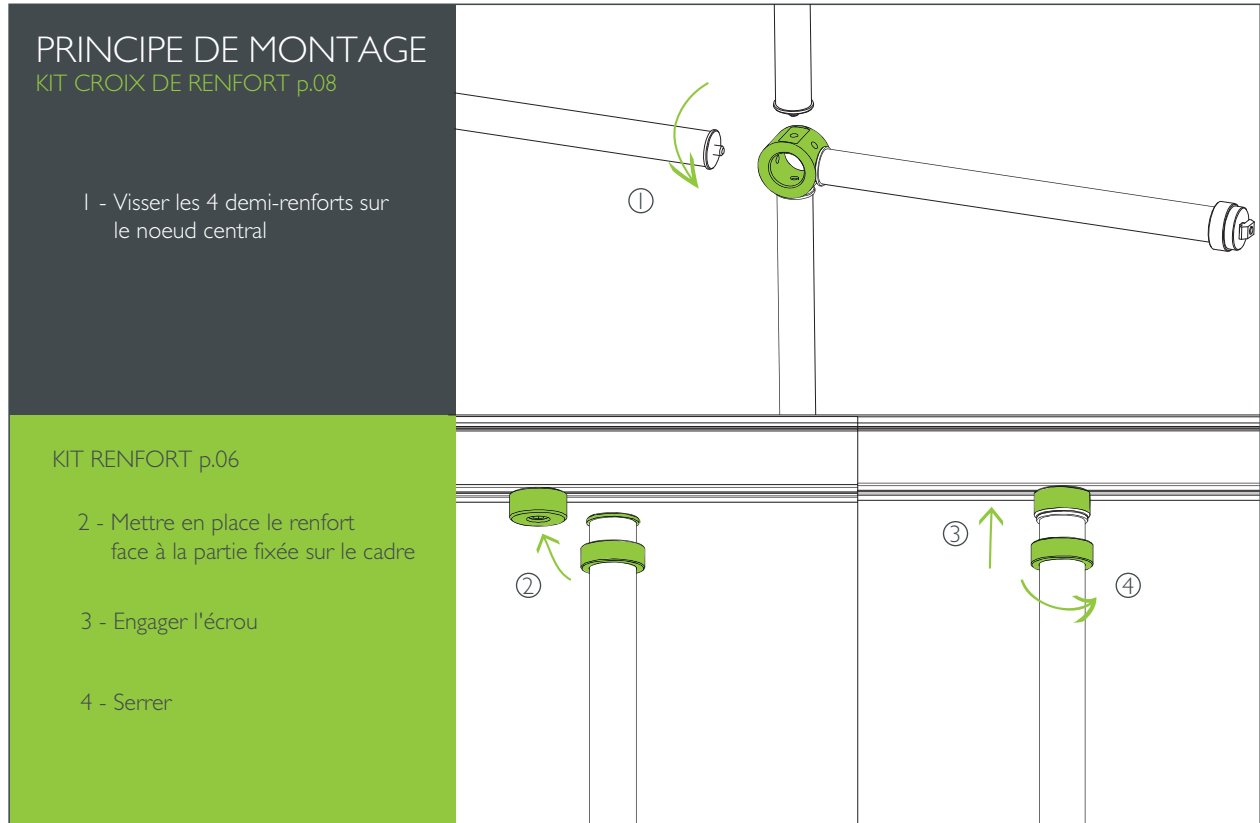 PRINCIPE DE MONTAGE
KIT CROIX DE RENFORT p.08
1 - Visser les 4 demi-renforts sur
le noeud central
①
KIT RENFORT p.06
2 - Mettre en place le renfort
face à la partie fixée sur le cadre
3 - Engager l'écrou
4 - Serrer
②
③
④